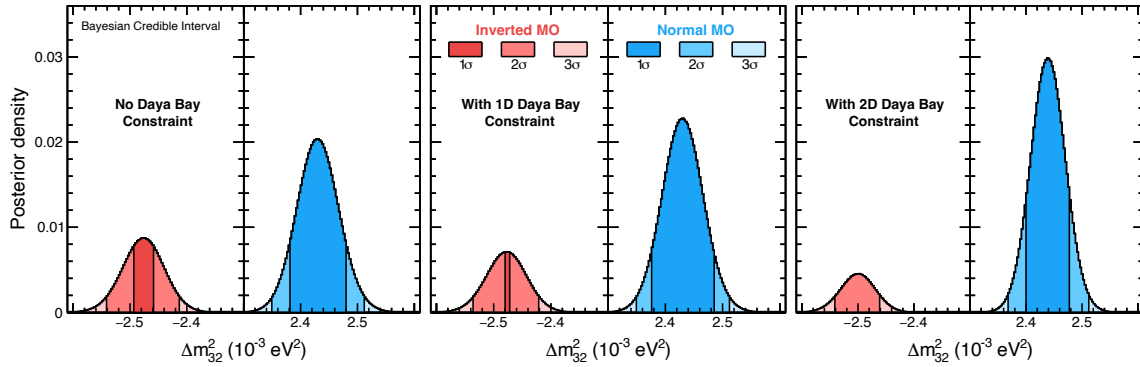 Bayesian Credible Interval
No Daya Bay
Constraint
Inverted MO
1σ 2σ 3σ
With 1D Daya Bay
Constraint
Normal MO
1σ 2σ 3σ
With 2D Daya Bay
Constraint
Posterior density
0.03
0.02
0.01
0
−2.5 −2.4 2.4 2.5 −2.5 −2.4 2.4 2.5 −2.5 −2.4 2.4 2.5
Δm²₃₂ (10⁻³ eV²) Δm²₃₂ (10⁻³ eV²) Δm²₃₂ (10⁻³ eV²)